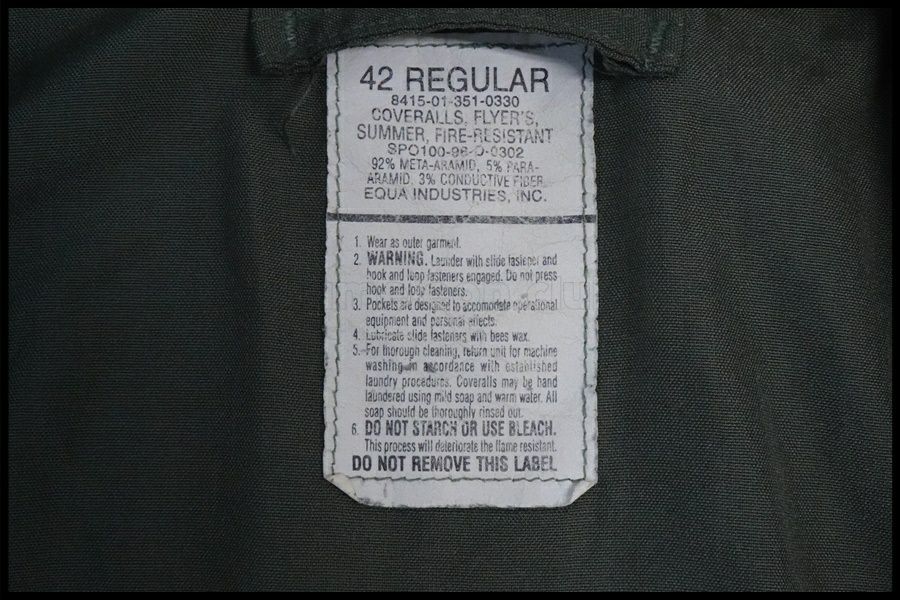 42 REGULAR
8415-01-351-0330
COVERALLS, FLYER'S,
SUMMER, FIRE-RESISTANT
SPO100-96-D-0302
92% META-ARAMID, 5% PARA-
ARAMID, 3% CONDUCTIVE FIBER
EQUA INDUSTRIES, INC.
1. Wear as outer garment.
2. WARNING. Launder with slide fastener and
hook and loop fasteners engaged. Do not press
hook and loop fasteners.
3. Pockets are designed to accomodate operational
equipment and personal effects.
4. Lubricate slide fasteners with bees wax.
5. For thorough cleaning, return unit for machine
washing in accordance with established
laundry procedures. Coveralls may be hand
laundered using mild soap and warm water. All
soap should be thoroughly rinsed out.
6. DO NOT STARCH OR USE BLEACH.
This process will deteriorate the flame resistant.
DO NOT REMOVE THIS LABEL